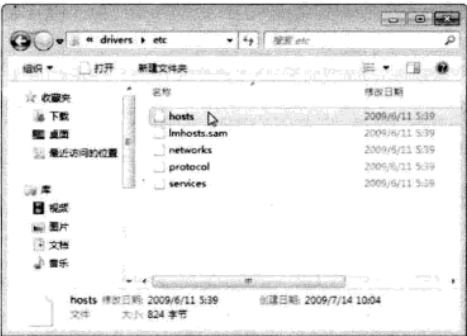 « drivers ▸ etc
搜索 etc
组织 ▾ 打开 新建文件夹
名称 修改日期
收藏夹
下载
桌面
最近访问的位置
库
视频
图片
文档
音乐
hosts 2009/6/11 5:39
lmhosts.sam 2009/6/11 5:39
networks 2009/6/11 5:39
protocol 2009/6/11 5:39
services 2009/6/11 5:39
hosts 修改日期: 2009/6/11 5:39 创建日期: 2009/7/14 10:04
文件 大小: 824 字节